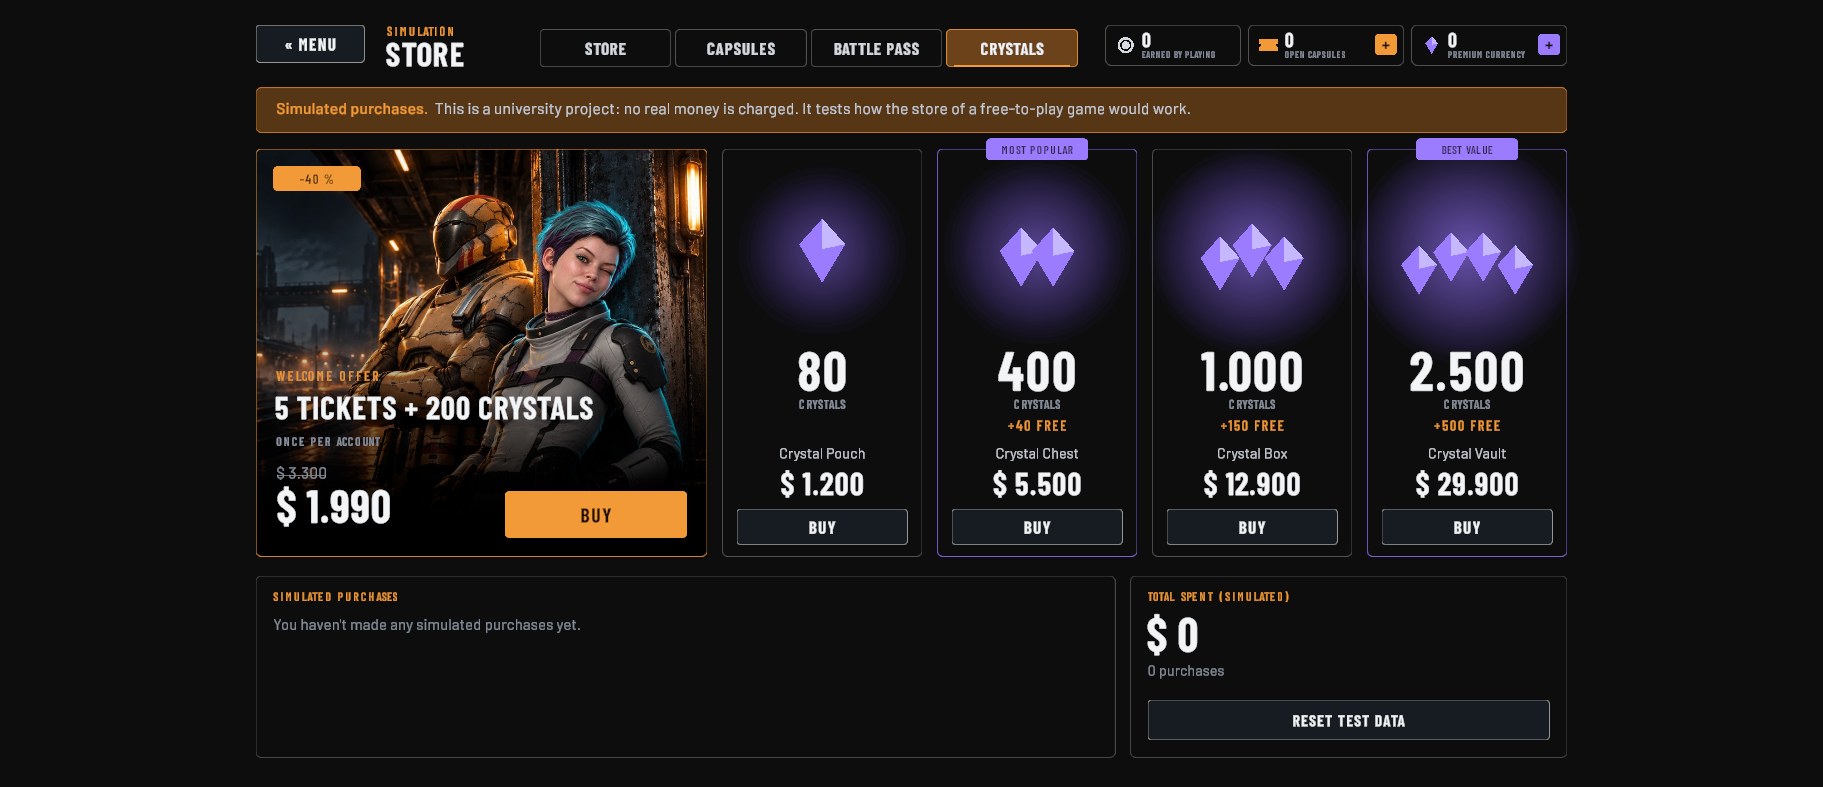 « MENU
SIMULATION
STORE
STORE
CAPSULES
BATTLE PASS
CRYSTALS
0
EARNED BY PLAYING
0
OPEN CAPSULES
+
0
PREMIUM CURRENCY
+
Simulated purchases. This is a university project: no real money is charged. It tests how the store of a free-to-play game would work.
-40 %
WELCOME OFFER
5 TICKETS + 200 CRYSTALS
ONCE PER ACCOUNT
$ 3.300
$ 1.990
BUY
80
CRYSTALS
Crystal Pouch
$ 1.200
BUY
MOST POPULAR
400
CRYSTALS
+40 FREE
Crystal Chest
$ 5.500
BUY
1.000
CRYSTALS
+150 FREE
Crystal Box
$ 12.900
BUY
BEST VALUE
2.500
CRYSTALS
+500 FREE
Crystal Vault
$ 29.900
BUY
SIMULATED PURCHASES
You haven't made any simulated purchases yet.
TOTAL SPENT (SIMULATED)
$ 0
0 purchases
RESET TEST DATA